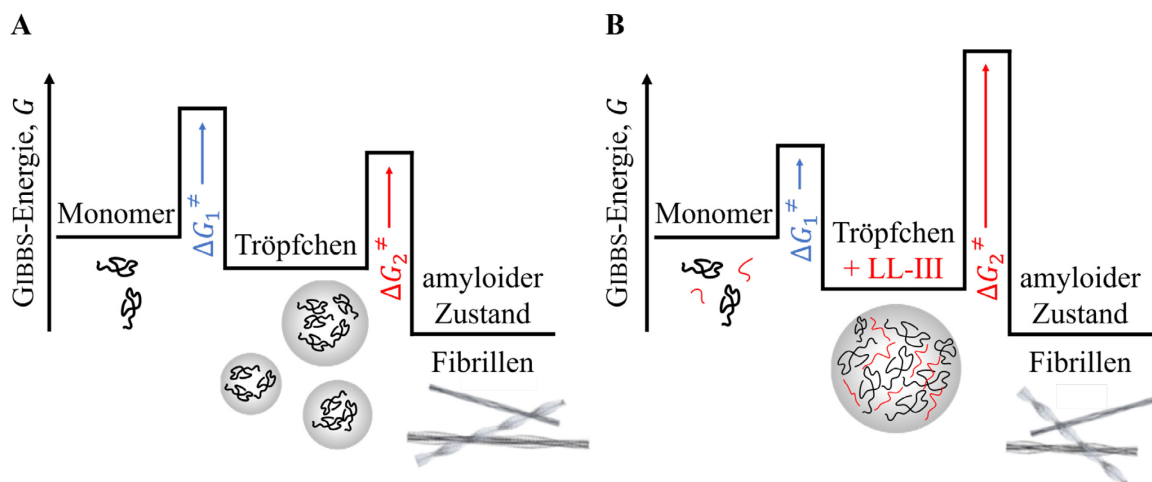 A
GIBBS-Energie, G
Monomer
ΔG₁≠
Tröpfchen
ΔG₂≠
amyloider
Zustand
Fibrillen
B
GIBBS-Energie, G
Monomer
ΔG₁≠
Tröpfchen
+ LL-III
ΔG₂≠
amyloider
Zustand
Fibrillen